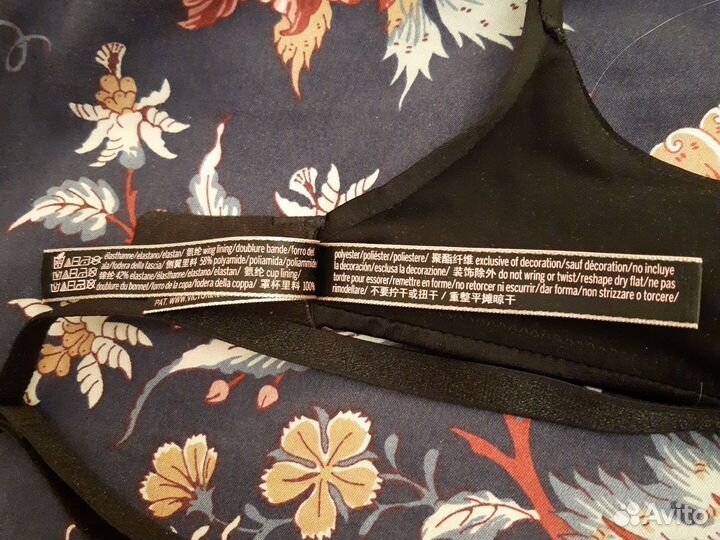 élasthanne/elastano/elastan/ 氨纶 wing lining/doublure bande/forro del
ala/fodera della fascia/ 侧翼里料 58% polyamide/poliamida/poliammide
氨纶 42% elastane/élasthanne/elastano/elastan/ 氨纶 cup lining/
doublure du bonnet/forro de la copa/fodera della coppa/ 罩杯里料 100%
PAT. WWW.VICTORIA
polyester/poliéster/poliestere/ 聚酯纤维 exclusive of decoration/sauf décoration/no incluye
la decoración/esclusa la decorazione/ 装饰除外 do not wring or twist/reshape dry flat/ne pas
tordre pour essorer/remettre en forme/no retorcer ni escurrir/dar forma/non strizzare o torcere/
rimodellare/ 不要拧干或扭干 / 重整平摊晾干
Avito